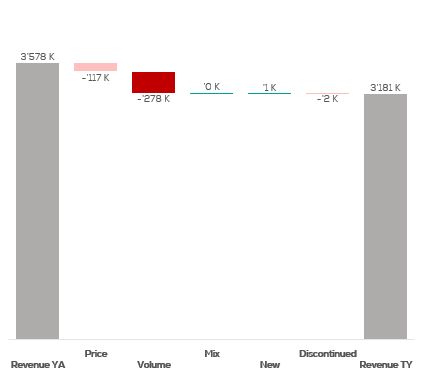 3'578 K
-'117 K
-'278 K
'0 K
'1 K
-'2 K
3'181 K
Price
Mix
Discontinued
Revenue YA
Volume
New
Revenue TY